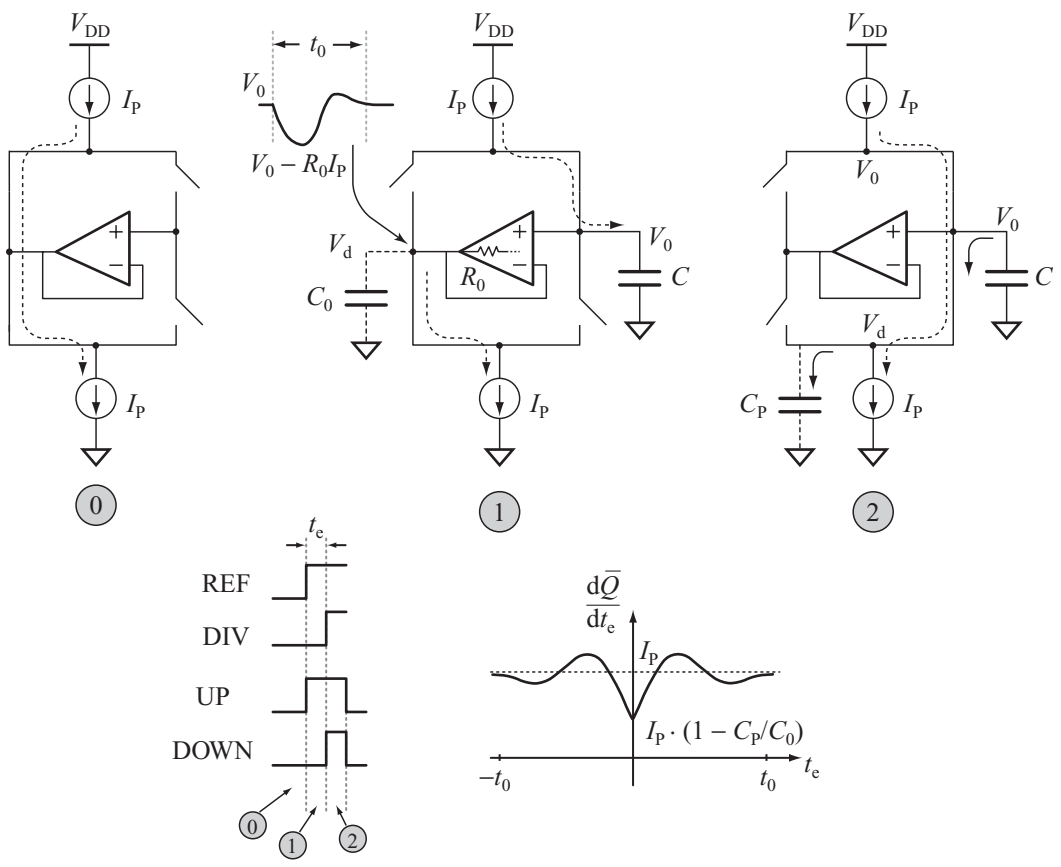 V_DD
I_P
+
−
I_P
0
t_0
V_0
V_0 − R_0I_P
V_DD
I_P
V_d
C_0
+
−
R_0
V_0
C
I_P
1
V_DD
I_P
V_0
+
−
V_0
C
V_d
C_P
I_P
2
t_e
REF
DIV
UP
DOWN
0
1
2
dQ̅
dt_e
I_P
I_P · (1 − C_P/C_0)
−t_0
t_0
t_e